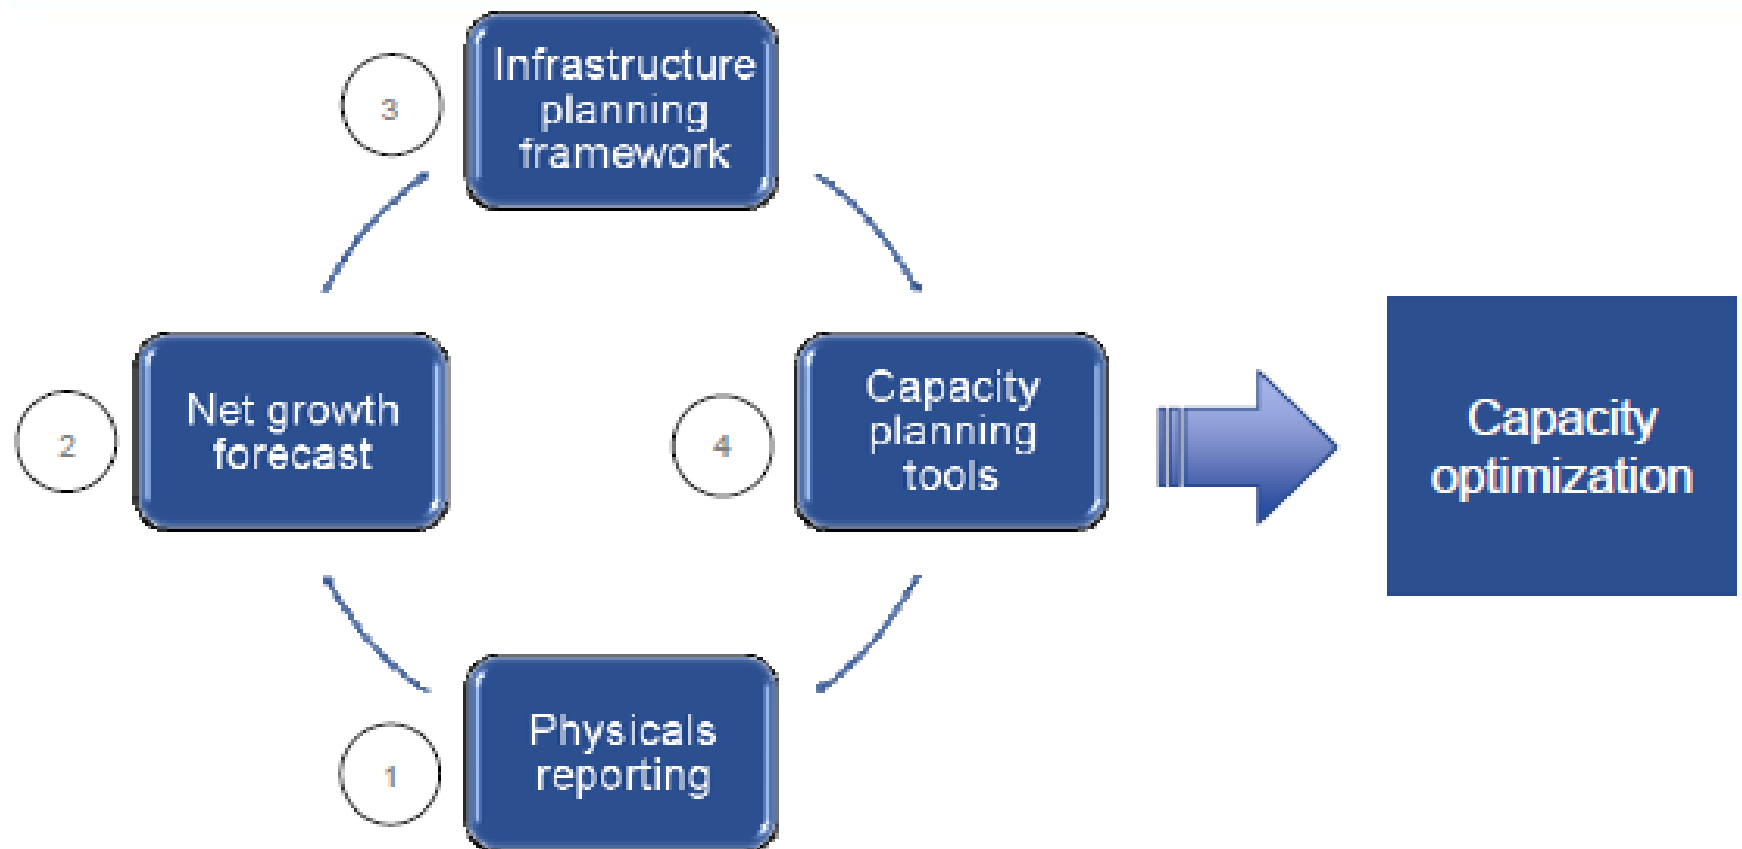 3
Infrastructure
planning
framework
2
Net growth
forecast
4
Capacity
planning
tools
Capacity
optimization
1
Physicals
reporting